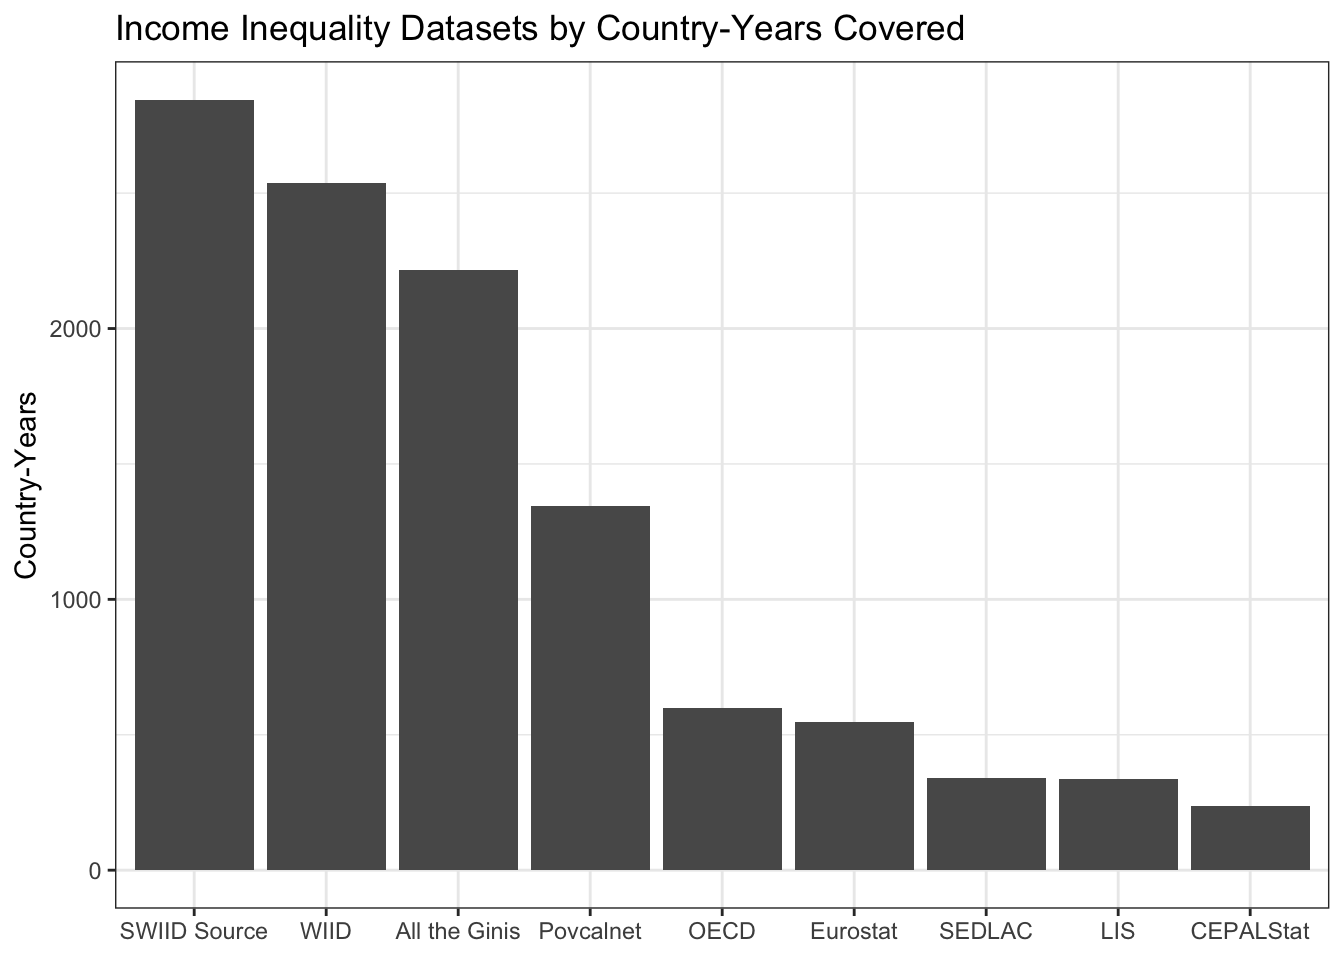 Income Inequality Datasets by Country-Years Covered
Country-Years
2000
1000
0
SWIID Source WIID All the Ginis Povcalnet OECD Eurostat SEDLAC LIS CEPALStat